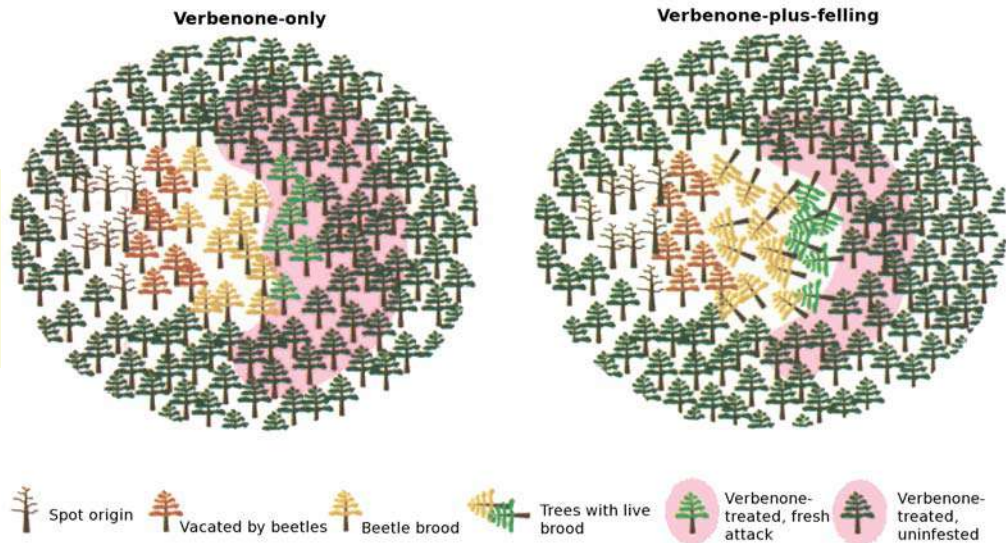 Verbenone-only
Verbenone-plus-felling
Spot origin
Vacated by beetles
Beetle brood
Trees with live
brood
Verbenone-
treated, fresh
attack
Verbenone-
treated,
uninfested